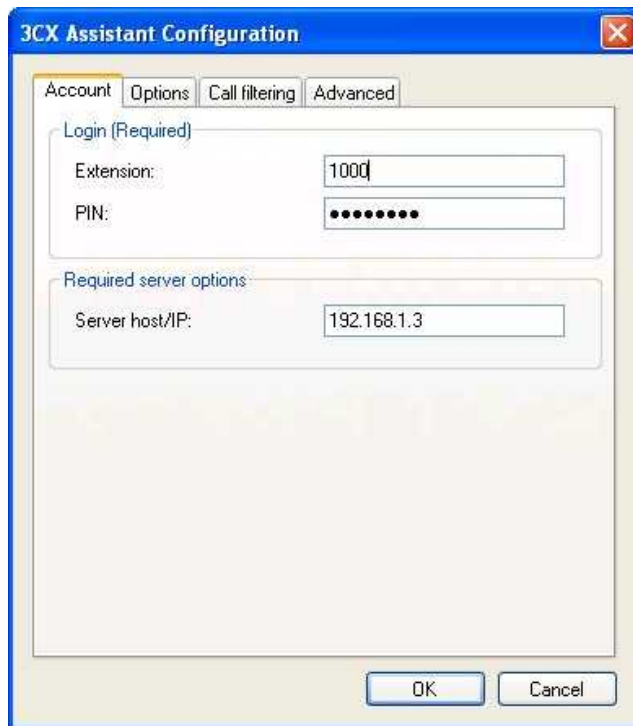 3CX Assistant Configuration
Account Options Call filtering Advanced
Login (Required)
Extension: 1000
PIN: ●●●●●●●●
Required server options
Server host/IP: 192.168.1.3
OK Cancel